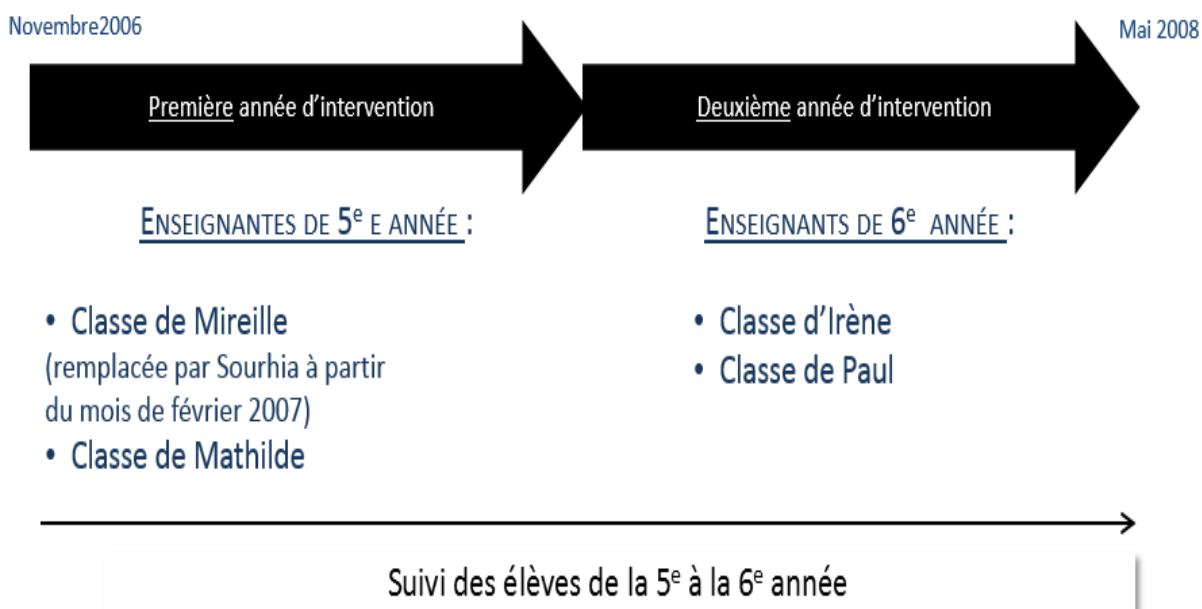 Novembre2006
Mai 2008
Première année d'intervention
Deuxième année d'intervention
ENSEIGNANTES DE 5e E ANNÉE :
• Classe de Mireille
(remplacée par Sourhia à partir
du mois de février 2007)
• Classe de Mathilde
ENSEIGNANTS DE 6e ANNÉE :
• Classe d'Irène
• Classe de Paul
Suivi des élèves de la 5e à la 6e année